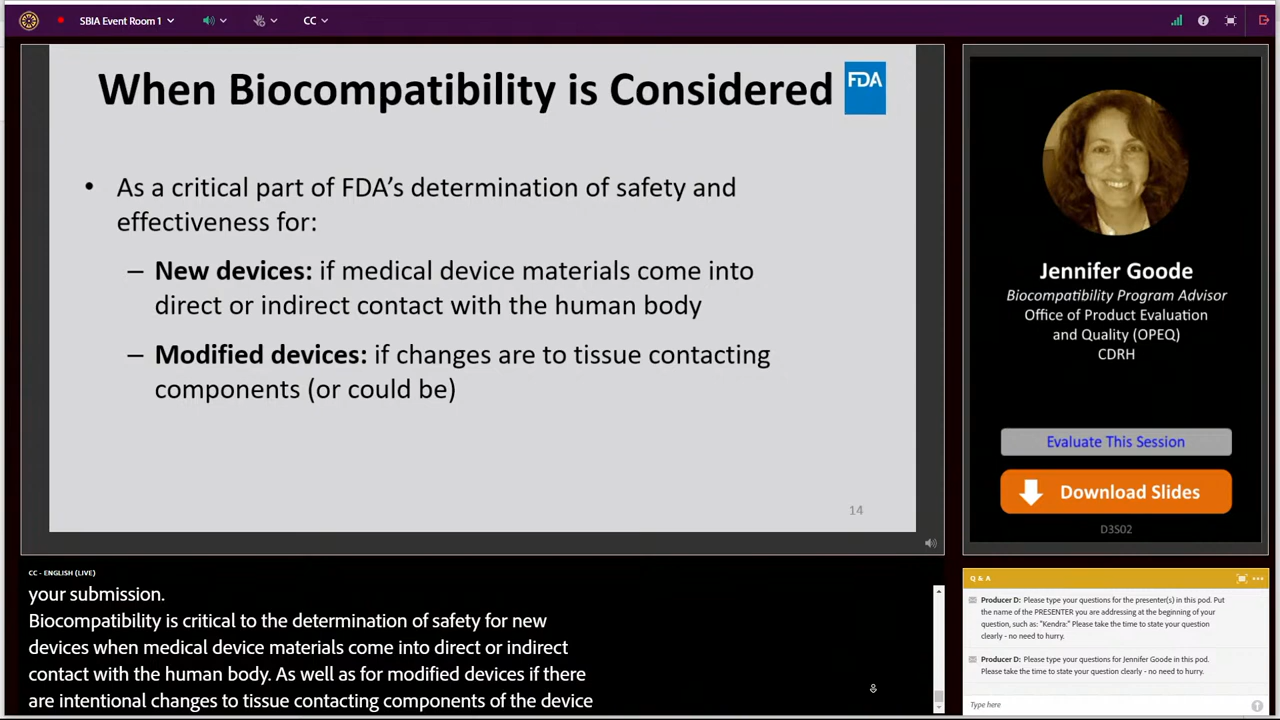 SBIA Event Room 1
CC
When Biocompatibility is Considered
FDA
• As a critical part of FDA’s determination of safety and
effectiveness for:
– New devices: if medical device materials come into
direct or indirect contact with the human body
– Modified devices: if changes are to tissue contacting
components (or could be)
14
Jennifer Goode
Biocompatibility Program Advisor
Office of Product Evaluation
and Quality (OPEQ)
CDRH
Evaluate This Session
Download Slides
D3S02
CC - ENGLISH (LIVE)
your submission.
Biocompatibility is critical to the determination of safety for new
devices when medical device materials come into direct or indirect
contact with the human body. As well as for modified devices if there
are intentional changes to tissue contacting components of the device
Q & A
Producer D: Please type your questions for the presenter(s) in this pod. Put
the name of the PRESENTER you are addressing at the beginning of your
question, such as: "Kendra:" Please take the time to state your question
clearly - no need to hurry.
Producer D: Please type your questions for Jennifer Goode in this pod.
Please take the time to state your question clearly - no need to hurry.
Type here